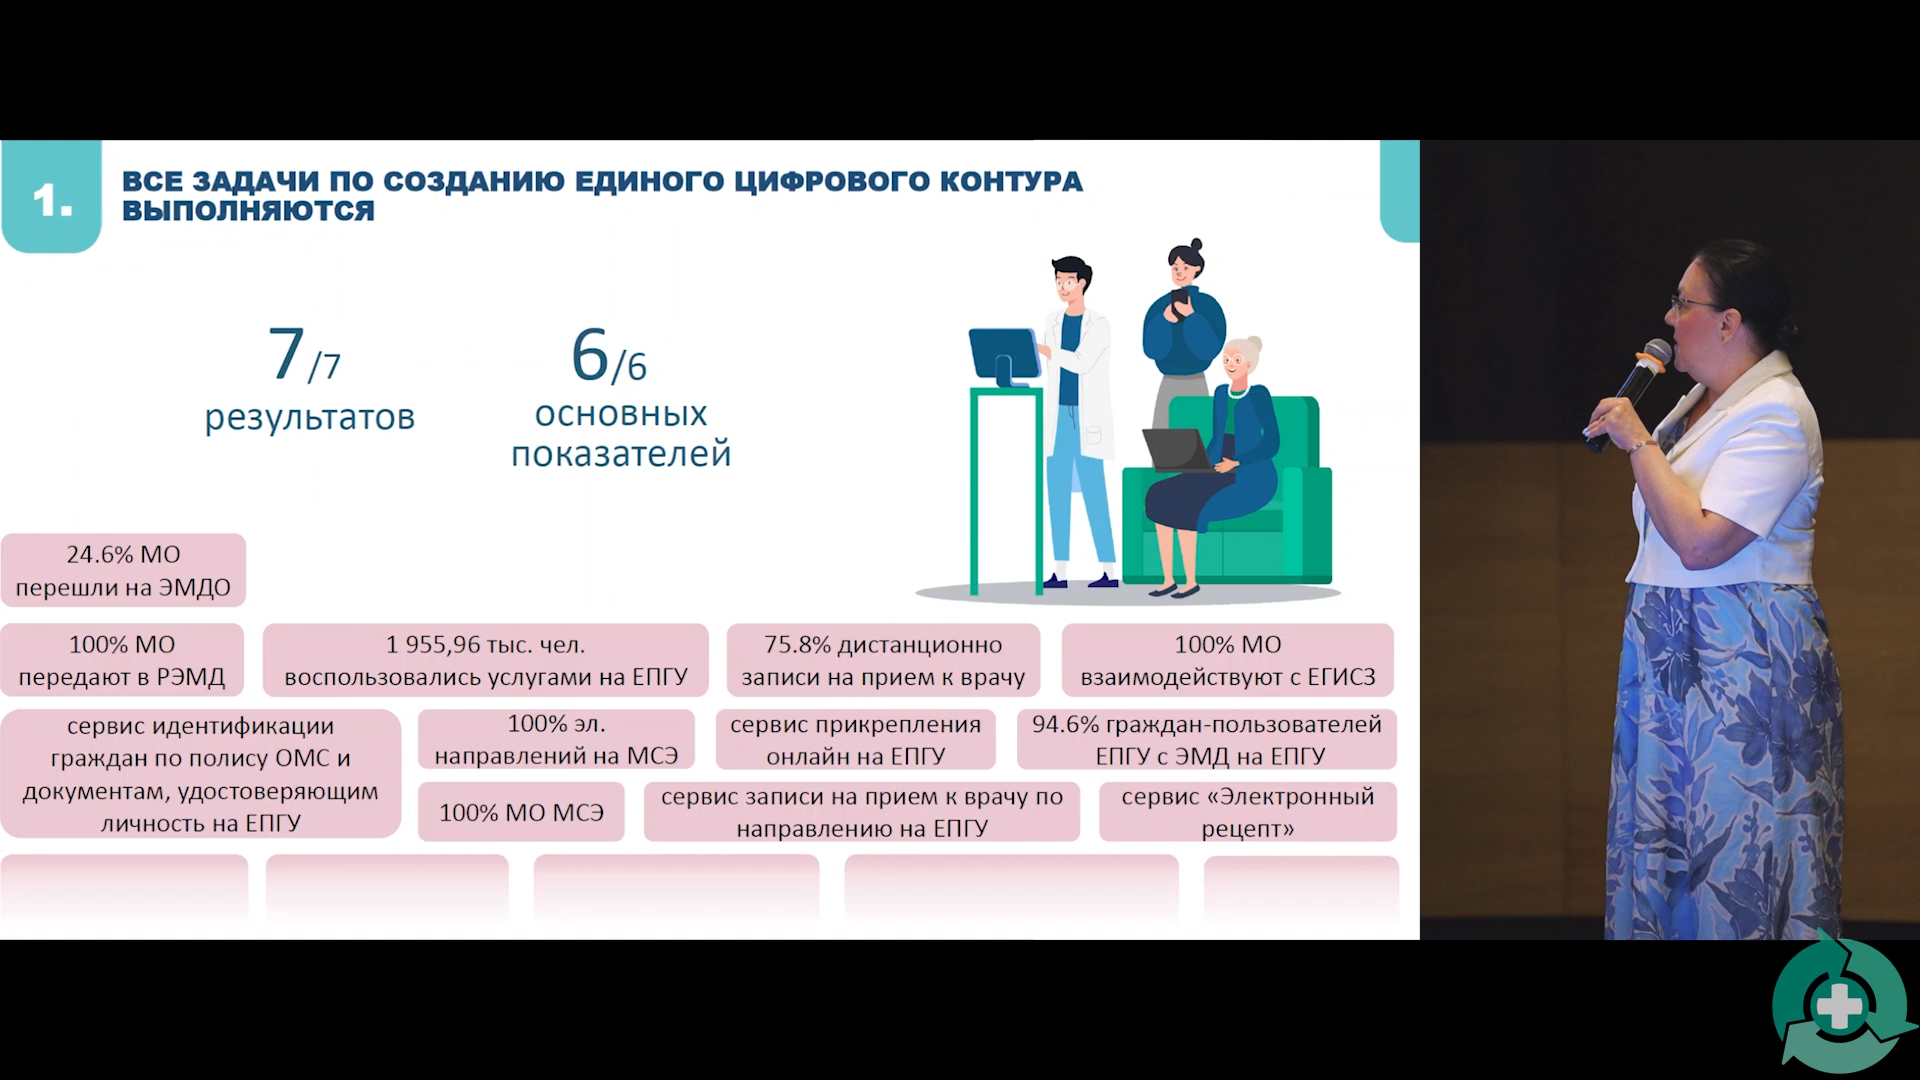 1.
ВСЕ ЗАДАЧИ ПО СОЗДАНИЮ ЕДИНОГО ЦИФРОВОГО КОНТУРА
ВЫПОЛНЯЮТСЯ
7/7
результатов
6/6
основных
показателей
24.6% МО
перешли на ЭМДО
100% МО
передают в РЭМД
1 955,96 тыс. чел.
воспользовались услугами на ЕПГУ
75.8% дистанционно
записи на прием к врачу
100% МО
взаимодействуют с ЕГИСЗ
сервис идентификации
граждан по полису ОМС и
документам, удостоверяющим
личность на ЕПГУ
100% эл.
направлений на МСЭ
сервис прикрепления
онлайн на ЕПГУ
94.6% граждан-пользователей
ЕПГУ с ЭМД на ЕПГУ
100% МО МСЭ
сервис записи на прием к врачу по
направлению на ЕПГУ
сервис «Электронный
рецепт»